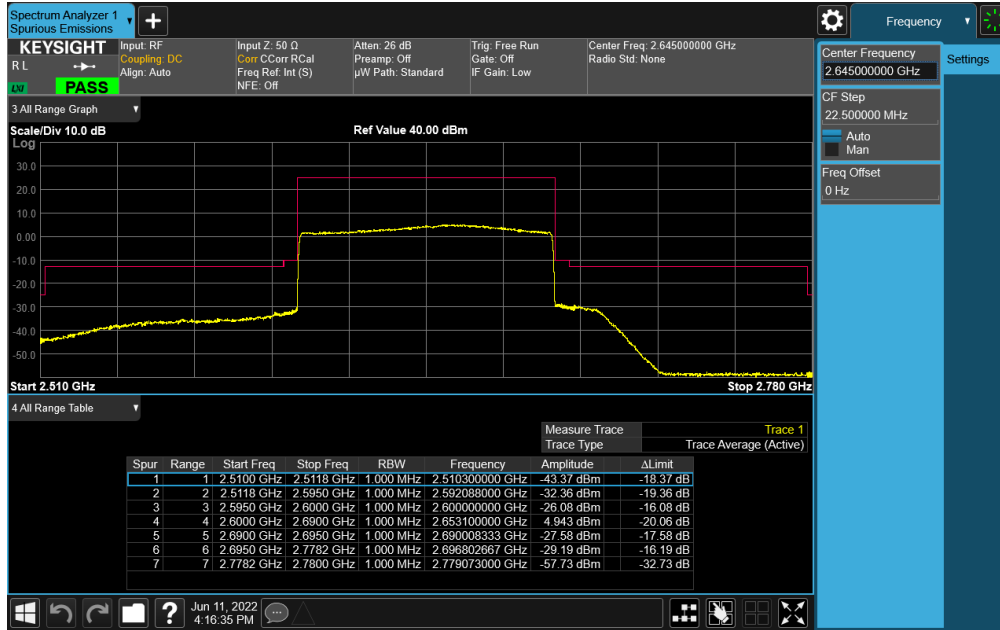 Spectrum Analyzer 1
Spurious Emissions
Frequency
KEYSIGHT
R L
LXI
PASS
Input: RF
Coupling: DC
Align: Auto
Input Z: 50 Ω
Corr CCorr RCal
Freq Ref: Int (S)
NFE: Off
Atten: 26 dB
Preamp: Off
µW Path: Standard
Trig: Free Run
Gate: Off
IF Gain: Low
Center Freq: 2.645000000 GHz
Radio Std: None
Center Frequency
2.645000000 GHz
Settings
CF Step
22.500000 MHz
Auto
Man
Freq Offset
0 Hz
3 All Range Graph
Scale/Div 10.0 dB
Ref Value 40.00 dBm
Log
30.0
20.0
10.0
0.00
-10.0
-20.0
-30.0
-40.0
-50.0
Start 2.510 GHz
Stop 2.780 GHz
4 All Range Table
Measure Trace Trace 1
Trace Type Trace Average (Active)
Spur Range Start Freq Stop Freq RBW Frequency Amplitude ΔLimit
1 1 2.5100 GHz 2.5118 GHz 1.000 MHz 2.510300000 GHz -43.37 dBm -18.37 dB
2 2 2.5118 GHz 2.5950 GHz 1.000 MHz 2.592088000 GHz -32.36 dBm -19.36 dB
3 3 2.5950 GHz 2.6000 GHz 1.000 MHz 2.600000000 GHz -26.08 dBm -16.08 dB
4 4 2.6000 GHz 2.6900 GHz 1.000 MHz 2.653100000 GHz 4.943 dBm -20.06 dB
5 5 2.6900 GHz 2.6950 GHz 1.000 MHz 2.690008333 GHz -27.58 dBm -17.58 dB
6 6 2.6950 GHz 2.7782 GHz 1.000 MHz 2.696802667 GHz -29.19 dBm -16.19 dB
7 7 2.7782 GHz 2.7800 GHz 1.000 MHz 2.779073000 GHz -57.73 dBm -32.73 dB
Jun 11, 2022
4:16:35 PM